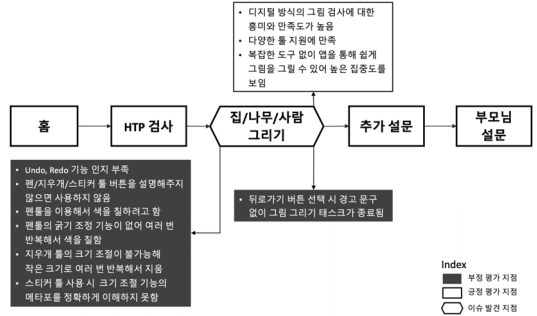 • 디지털 방식의 그림 검사에 대한
흥미와 만족도가 높음
• 다양한 툴 지원에 만족
• 복잡한 도구 없이 앱을 통해 쉽게
그림을 그릴 수 있어 높은 집중도를
보임
홈
HTP 검사
집/나무/사람
그리기
추가 설문
부모님
설문
• Undo, Redo 기능 인지 부족
• 펜/지우개/스티커 툴 버튼을 설명해주지
않으면 사용하지 않음
• 펜툴을 이용해서 색을 칠하려고 함
• 펜툴의 굵기 조정 기능이 없어 여러 번
반복해서 색을 칠함
• 지우개 툴의 크기 조절이 불가능해
작은 크기로 여러 번 반복해서 지움
• 스티커 툴 사용 시 크기 조절 기능의
메타포를 정확하게 이해하지 못함
• 뒤로가기 버튼 선택 시 경고 문구
없이 그림 그리기 태스크가 종료됨
Index
부정 평가 지점
긍정 평가 지점
이슈 발견 지점